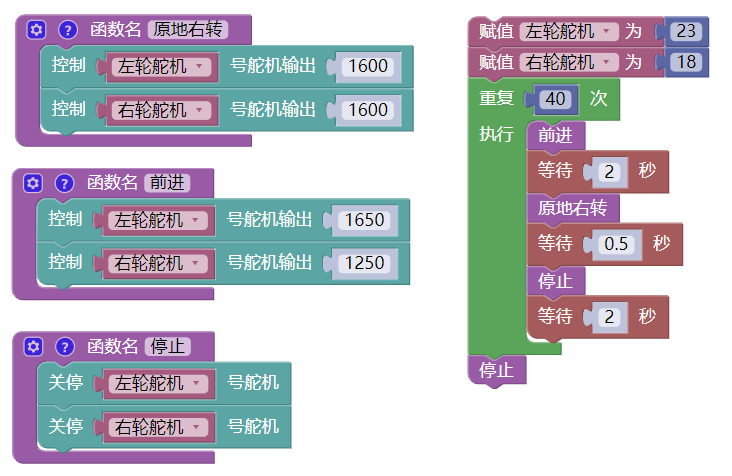 ? 函数名 原地右转
控制 左轮舵机 号舵机输出 1600
控制 右轮舵机 号舵机输出 1600
? 函数名 前进
控制 左轮舵机 号舵机输出 1650
控制 右轮舵机 号舵机输出 1250
? 函数名 停止
关停 左轮舵机 号舵机
关停 右轮舵机 号舵机
赋值 左轮舵机 为 23
赋值 右轮舵机 为 18
重复 40 次
执行 前进
等待 2 秒
原地右转
等待 0.5 秒
停止
等待 2 秒
停止